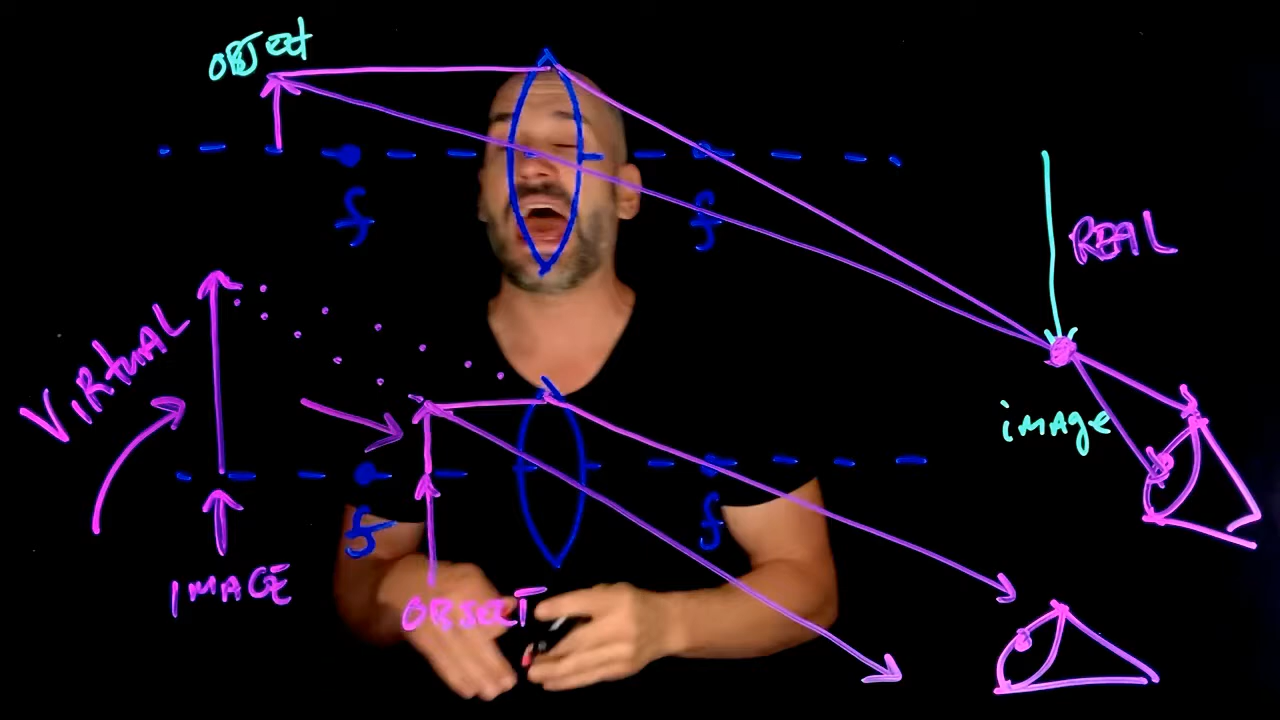 OBJect
f
f
REAL
VIRtUAL
image
f
f
IMAGE
OBJECT